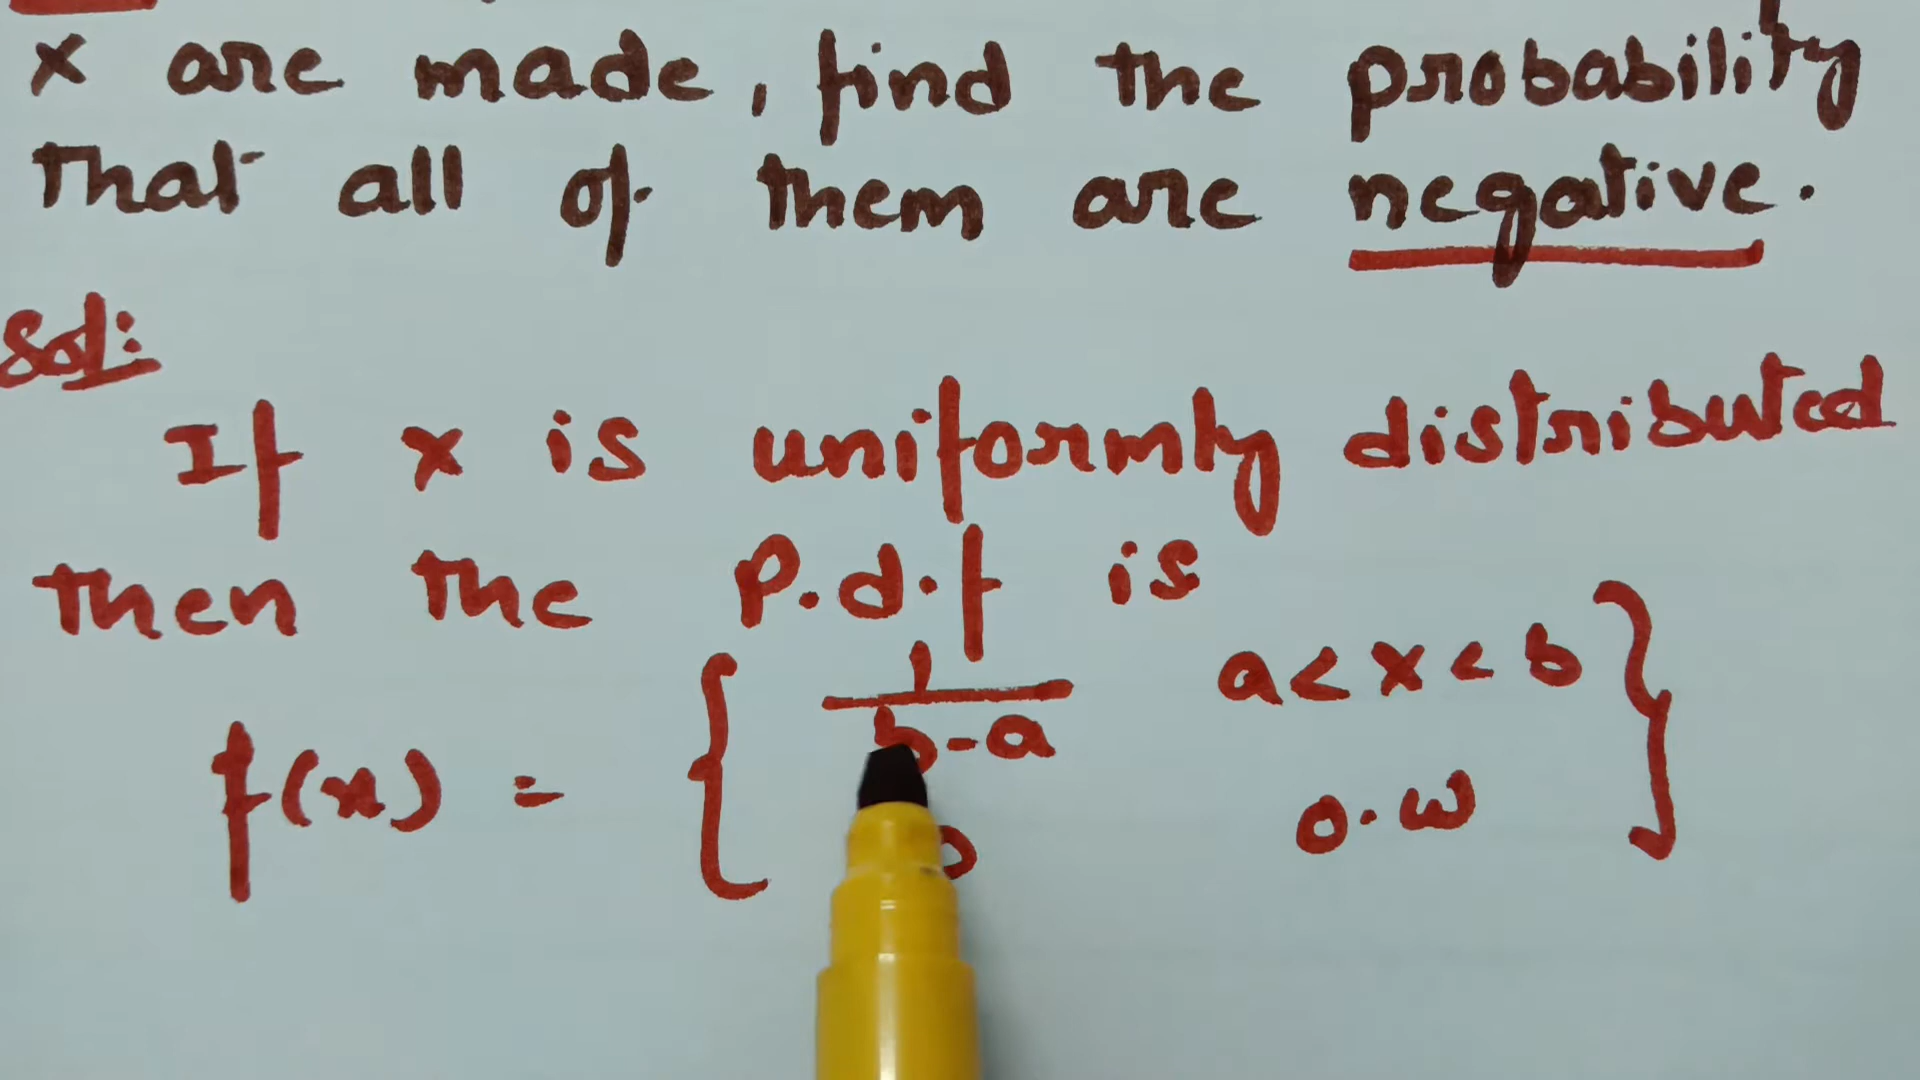 x are made, find the probability
that all of them are negative.
Sol:
If x is uniformly distributed
then the P.d.f is
f(x) = { 1/b-a a<x<b
0 o.w }